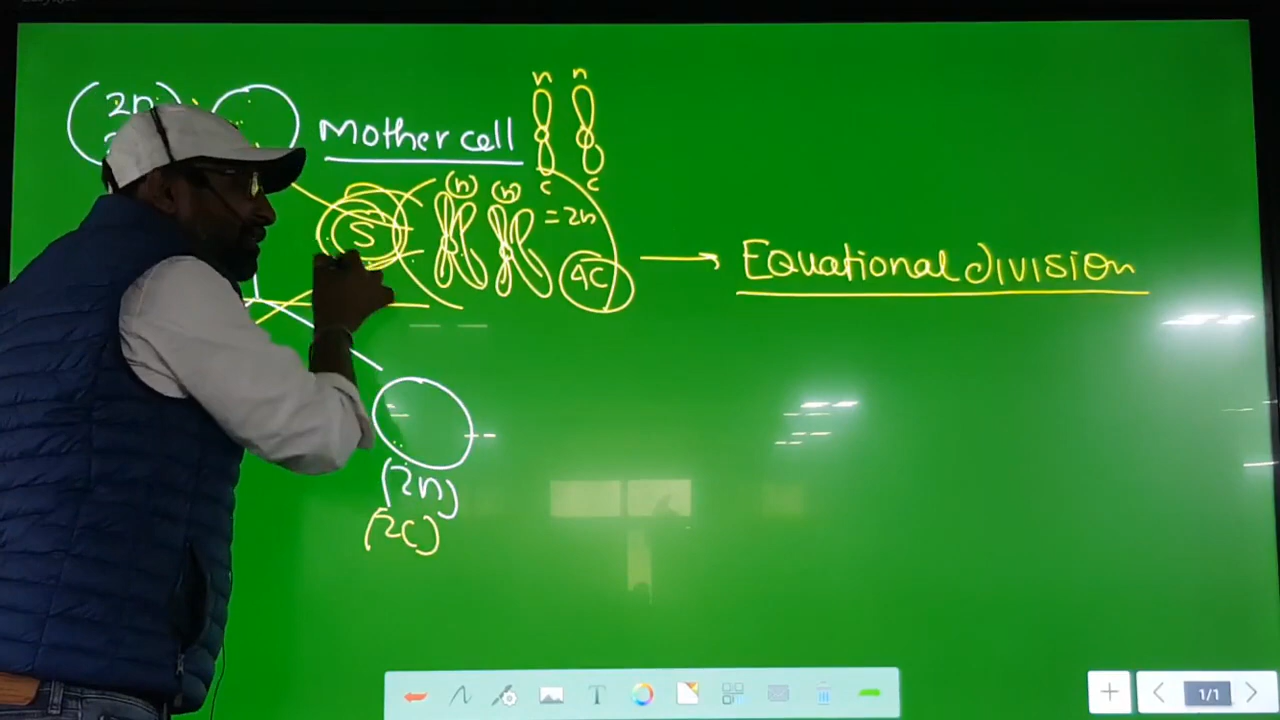 n n
(2n)
Mother cell
c c
(n) (n)
S
= 2n
4C
Equational division
(2n)
(2C)
T
1/1